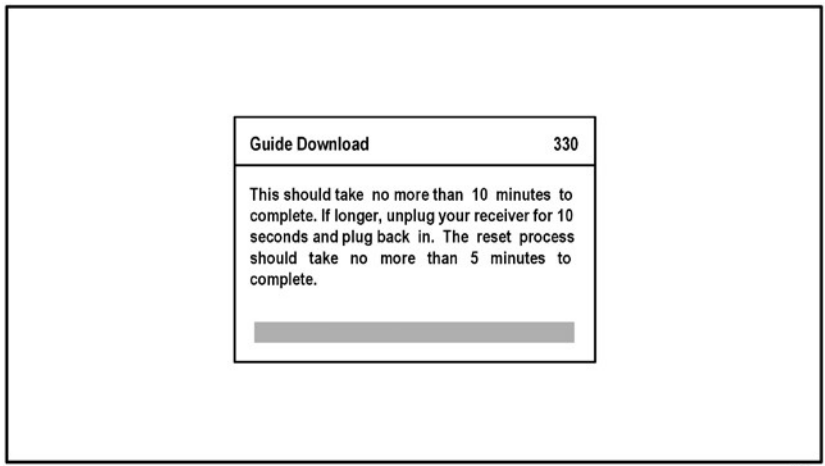 Guide Download 330
This should take no more than 10 minutes to
complete. If longer, unplug your receiver for 10
seconds and plug back in. The reset process
should take no more than 5 minutes to
complete.